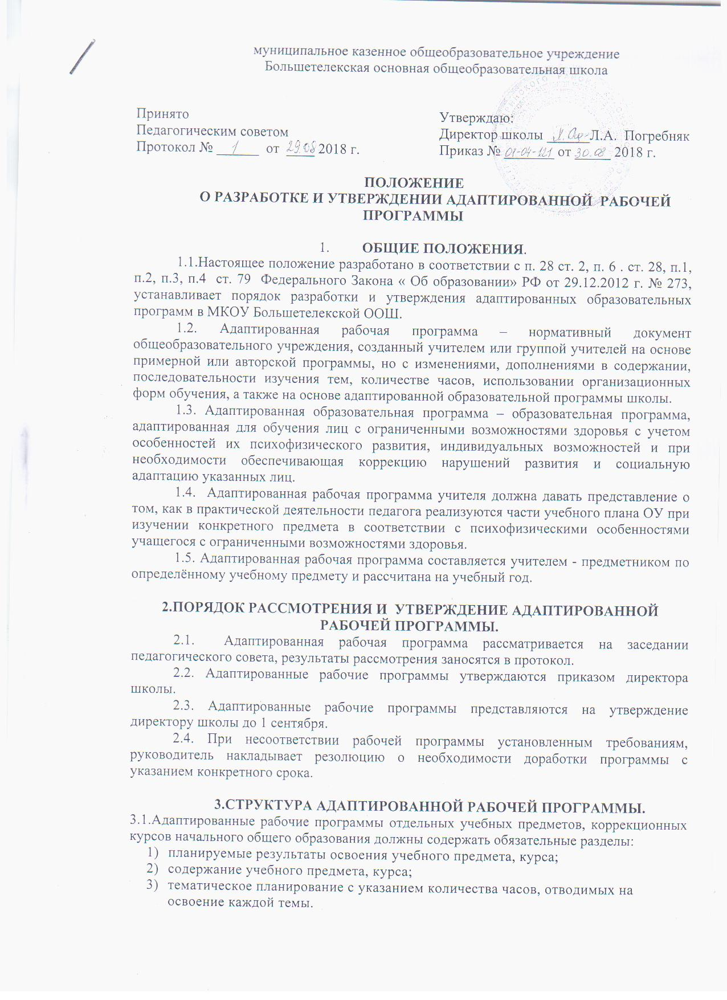 муниципальное казенное общеобразовательное учреждение
Большетелекская основная общеобразовательная школа
Принято
Педагогическим советом
Протокол № 1 от 29.08 2018 г.
Утверждаю:
Директор школы Л.А. Погребняк
Приказ № 01-04-121 от 30.08 2018 г.
ПОЛОЖЕНИЕ
О РАЗРАБОТКЕ И УТВЕРЖДЕНИИ АДАПТИРОВАННОЙ РАБОЧЕЙ
ПРОГРАММЫ
1. ОБЩИЕ ПОЛОЖЕНИЯ.
1.1.Настоящее положение разработано в соответствии с п. 28 ст. 2, п. 6 . ст. 28, п.1,
п.2, п.3, п.4 ст. 79 Федерального Закона « Об образовании» РФ от 29.12.2012 г. № 273,
устанавливает порядок разработки и утверждения адаптированных образовательных
программ в МКОУ Большетелекской ООШ.
1.2. Адаптированная рабочая программа – нормативный документ
общеобразовательного учреждения, созданный учителем или группой учителей на основе
примерной или авторской программы, но с изменениями, дополнениями в содержании,
последовательности изучения тем, количестве часов, использовании организационных
форм обучения, а также на основе адаптированной образовательной программы школы.
1.3. Адаптированная образовательная программа – образовательная программа,
адаптированная для обучения лиц с ограниченными возможностями здоровья с учетом
особенностей их психофизического развития, индивидуальных возможностей и при
необходимости обеспечивающая коррекцию нарушений развития и социальную
адаптацию указанных лиц.
1.4. Адаптированная рабочая программа учителя должна давать представление о
том, как в практической деятельности педагога реализуются части учебного плана ОУ при
изучении конкретного предмета в соответствии с психофизическими особенностями
учащегося с ограниченными возможностями здоровья.
1.5. Адаптированная рабочая программа составляется учителем - предметником по
определённому учебному предмету и рассчитана на учебный год.
2.ПОРЯДОК РАССМОТРЕНИЯ И УТВЕРЖДЕНИЕ АДАПТИРОВАННОЙ
РАБОЧЕЙ ПРОГРАММЫ.
2.1. Адаптированная рабочая программа рассматривается на заседании
педагогического совета, результаты рассмотрения заносятся в протокол.
2.2. Адаптированные рабочие программы утверждаются приказом директора
школы.
2.3. Адаптированные рабочие программы представляются на утверждение
директору школы до 1 сентября.
2.4. При несоответствии рабочей программы установленным требованиям,
руководитель накладывает резолюцию о необходимости доработки программы с
указанием конкретного срока.
3.СТРУКТУРА АДАПТИРОВАННОЙ РАБОЧЕЙ ПРОГРАММЫ.
3.1.Адаптированные рабочие программы отдельных учебных предметов, коррекционных
курсов начального общего образования должны содержать обязательные разделы:
1) планируемые результаты освоения учебного предмета, курса;
2) содержание учебного предмета, курса;
3) тематическое планирование с указанием количества часов, отводимых на
освоение каждой темы.